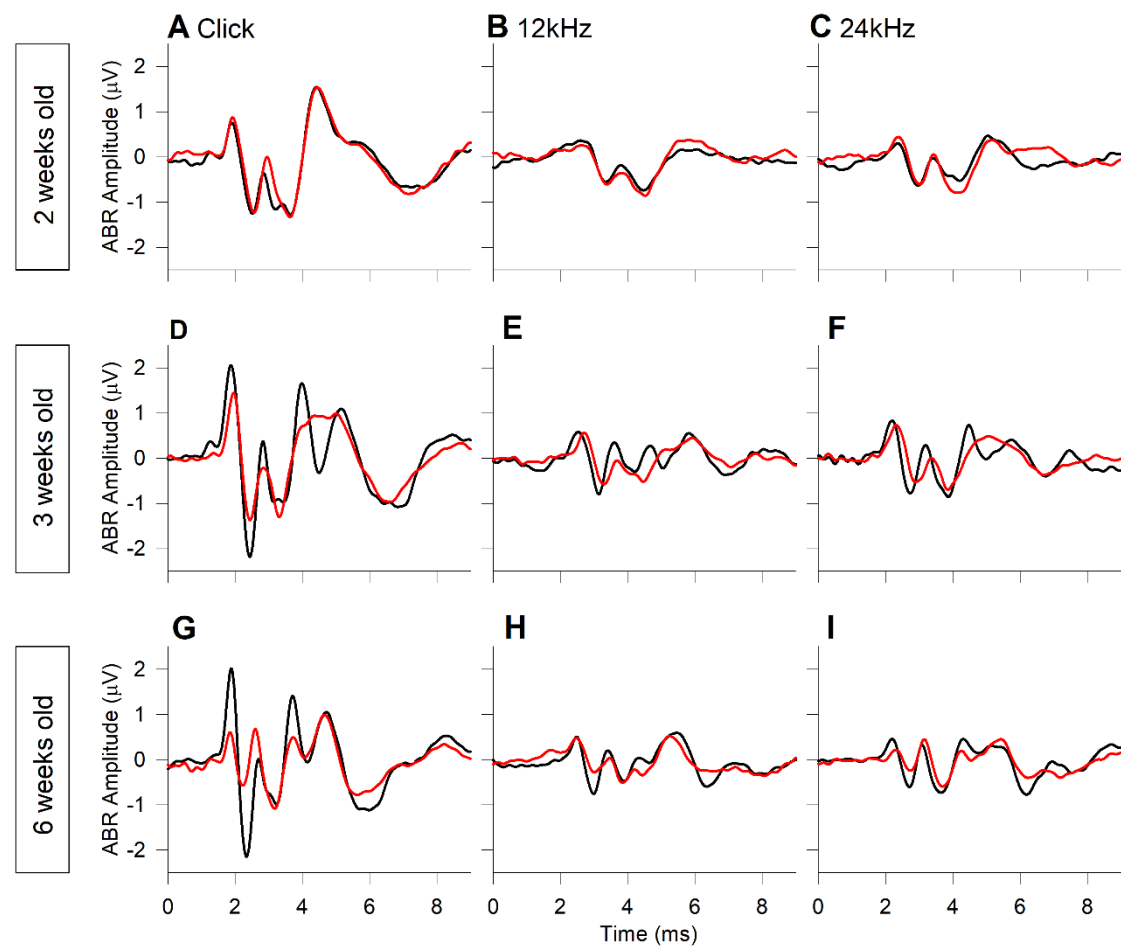 A Click
B 12kHz
C 24kHz
2 weeks old
ABR Amplitude (μV)
2
1
0
-1
-2
D
E
F
3 weeks old
ABR Amplitude (μV)
2
1
0
-1
-2
G
H
I
6 weeks old
ABR Amplitude (μV)
2
1
0
-1
-2
0 2 4 6 8
0 2 4 6 8
0 2 4 6 8
Time (ms)